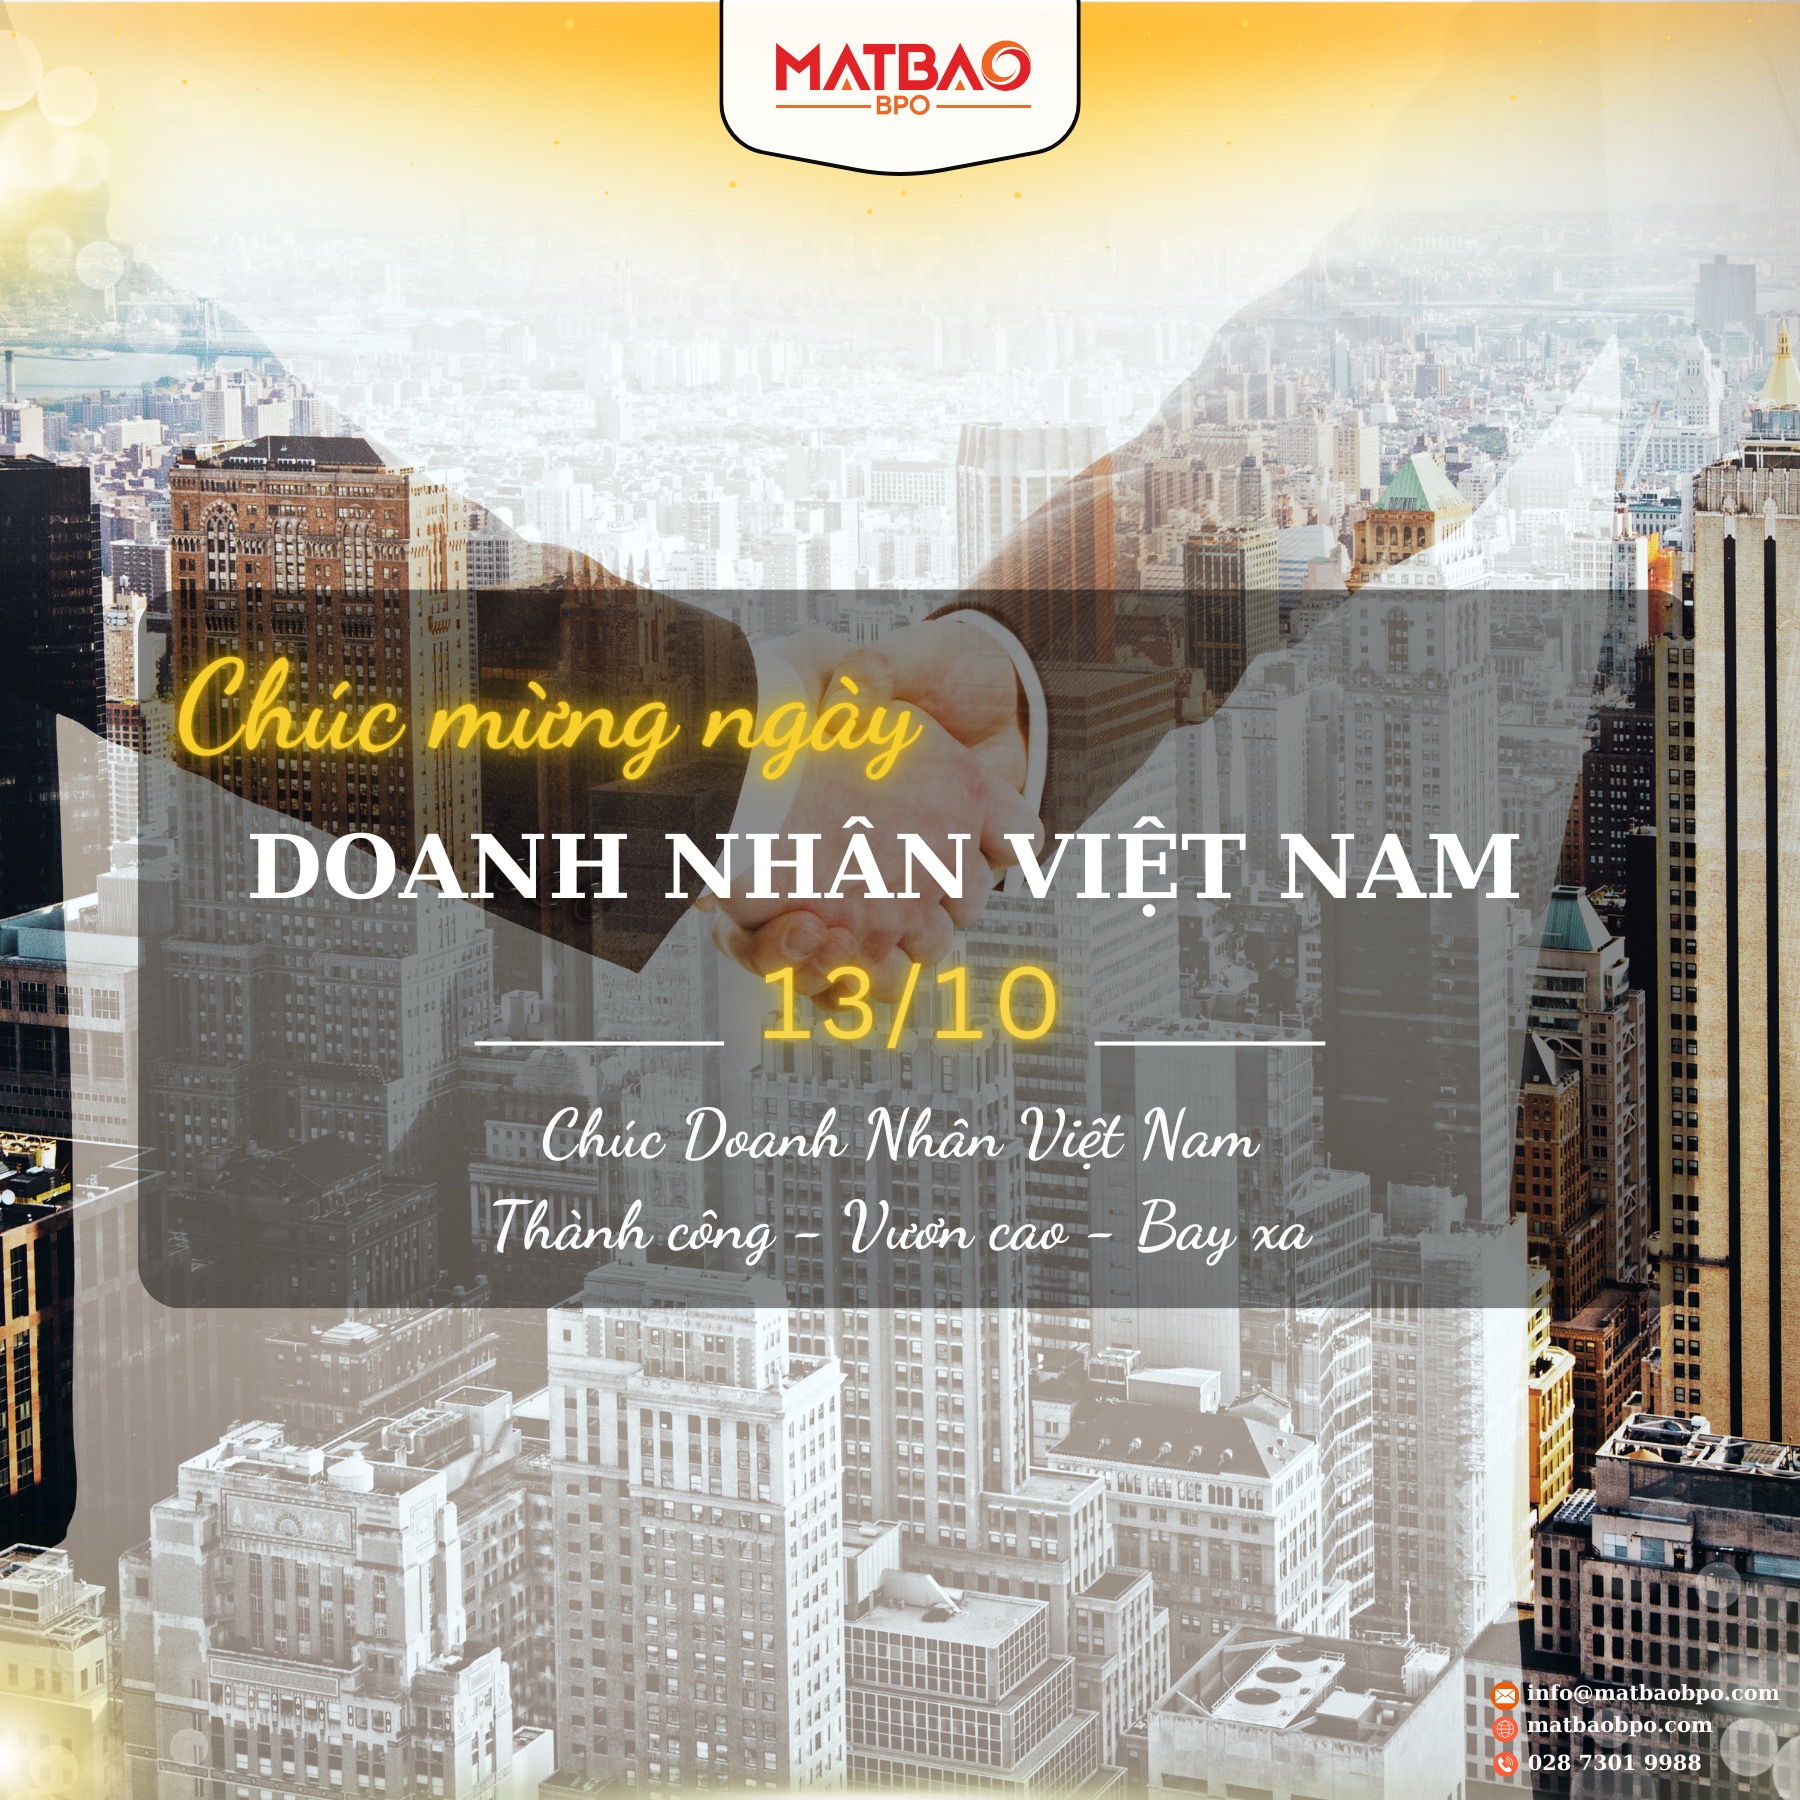 MATBAO
BPO
Chúc mừng ngày
DOANH NHÂN VIỆT NAM
13/10
Chúc Doanh Nhân Việt Nam
Thành công - Vươn cao - Bay xa
info@matbaobpo.com
matbaobpo.com
028 7301 9988